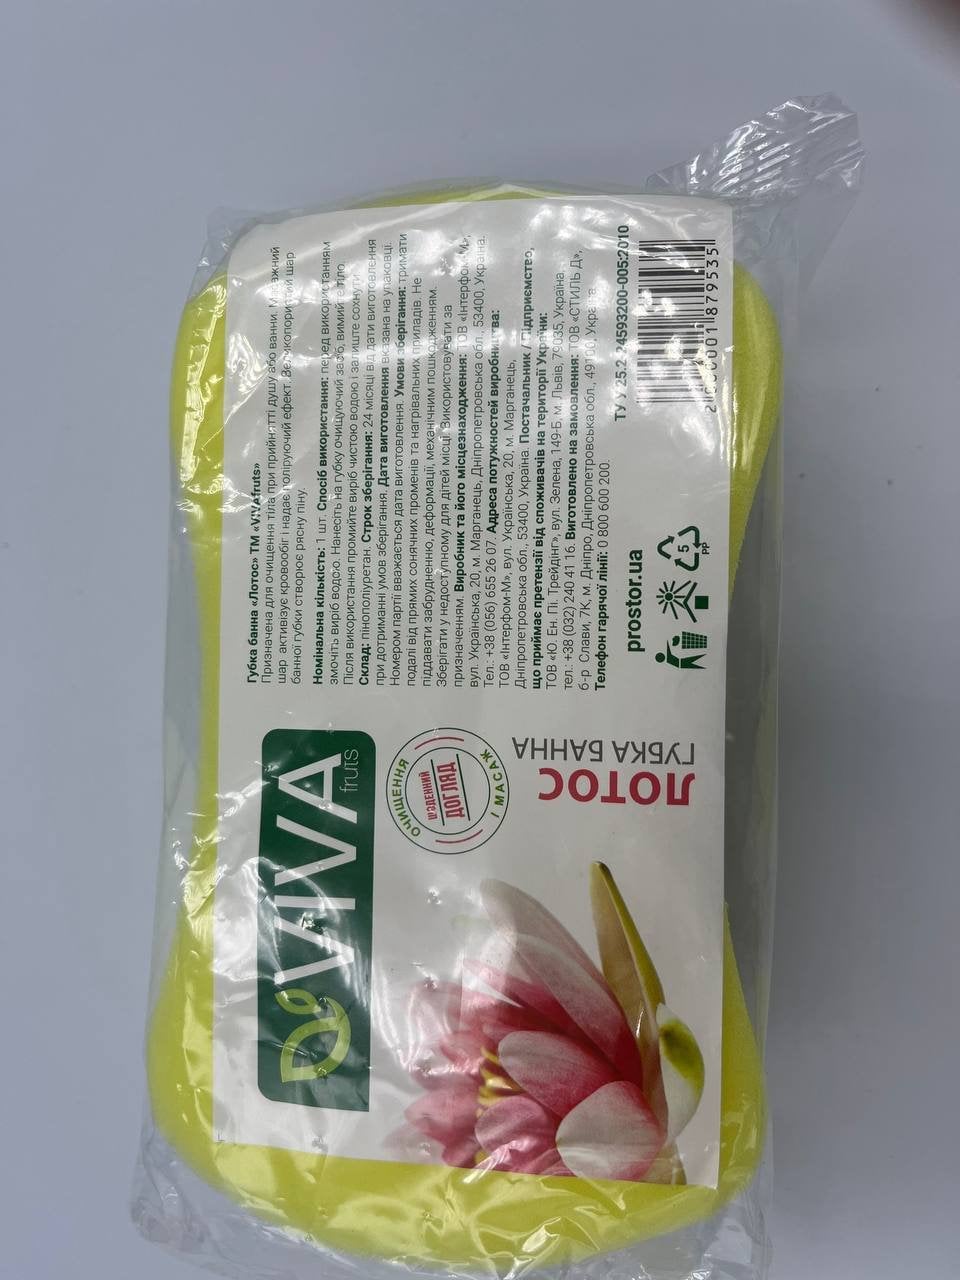 VIVA
fruts
ОЧИЩЕННЯ
ЩОДЕННИЙ
ДОГЛЯД
І МАСАЖ
ЛОТОС
ГУБКА БАННА
Губка банна «Лотос» ТМ «VIVAfruts»
Призначена для очищення тіла при прийнятті душу або ванни. Масажний
шар активізує кровообіг і надає поліруючий ефект. Великопористий шар
банної губки створює рясну піну.
Номінальна кількість: 1 шт. Спосіб використання: перед використанням
змочіть виріб водою. Нанесіть на губку очищуючий засіб, вимийте тіло.
Після використання промийте виріб чистою водою і залиште сохнути.
Склад: пінополіуретан. Строк зберігання: 24 місяці від дати виготовлення
при дотриманні умов зберігання. Дата виготовлення вказана на упаковці.
Номером партії вважається дата виготовлення. Умови зберігання: тримати
подалі від прямих сонячних променів та нагрівальних приладів. Не
піддавати забрудненню, деформації, механічним пошкодженням.
Зберігати у недоступному для дітей місці. Використовувати за
призначенням. Виробник та його місцезнаходження: ТОВ «Інтерфом-М»,
вул. Українська, 20, м. Марганець, Дніпропетровська обл., 53400, Україна.
Тел.: +38 (056) 655 26 07. Адреса потужностей виробництва:
ТОВ «Інтерфом-М», вул. Українська, 20, м. Марганець,
Дніпропетровська обл., 53400, Україна. Постачальник / Підприємство,
що приймає претензії від споживачів на території України:
ТОВ «Ю. Ен. Пі. Трейдінг», вул. Зелена, 149-Б, м. Львів, 79035, Україна,
тел.: +38 (032) 240 41 16. Виготовлено на замовлення: ТОВ «СТИЛЬ Д»,
б-р Слави, 7К, м. Дніпро, Дніпропетровська обл., 49100, Україна.
Телефон гарячої лінії: 0 800 600 200.
ТУ У 25.2-24593200-005:2010
prostor.ua
5
PP